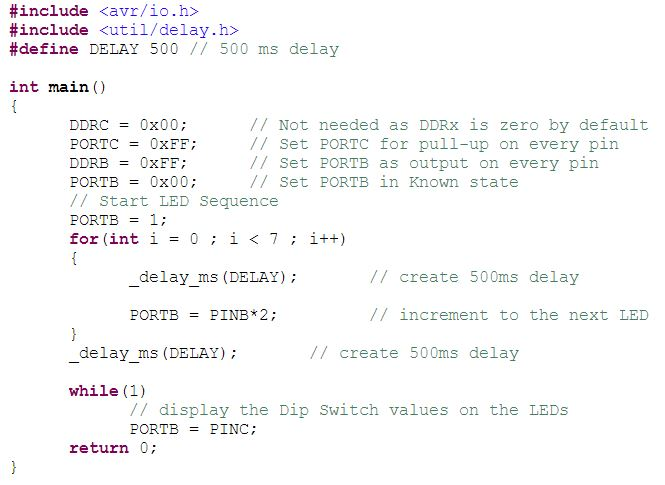 #include <avr/io.h>
#include <util/delay.h>
#define DELAY 500 // 500 ms delay
int main()
{
DDRC = 0x00; // Not needed as DDRx is zero by default
PORTC = 0xFF; // Set PORTC for pull-up on every pin
DDRB = 0xFF; // Set PORTB as output on every pin
PORTB = 0x00; // Set PORTB in Known state
// Start LED Sequence
PORTB = 1;
for(int i = 0 ; i < 7 ; i++)
{
_delay_ms(DELAY); // create 500ms delay
PORTB = PINB*2; // increment to the next LED
}
_delay_ms(DELAY); // create 500ms delay
while(1)
// display the Dip Switch values on the LEDs
PORTB = PINC;
return 0;
}